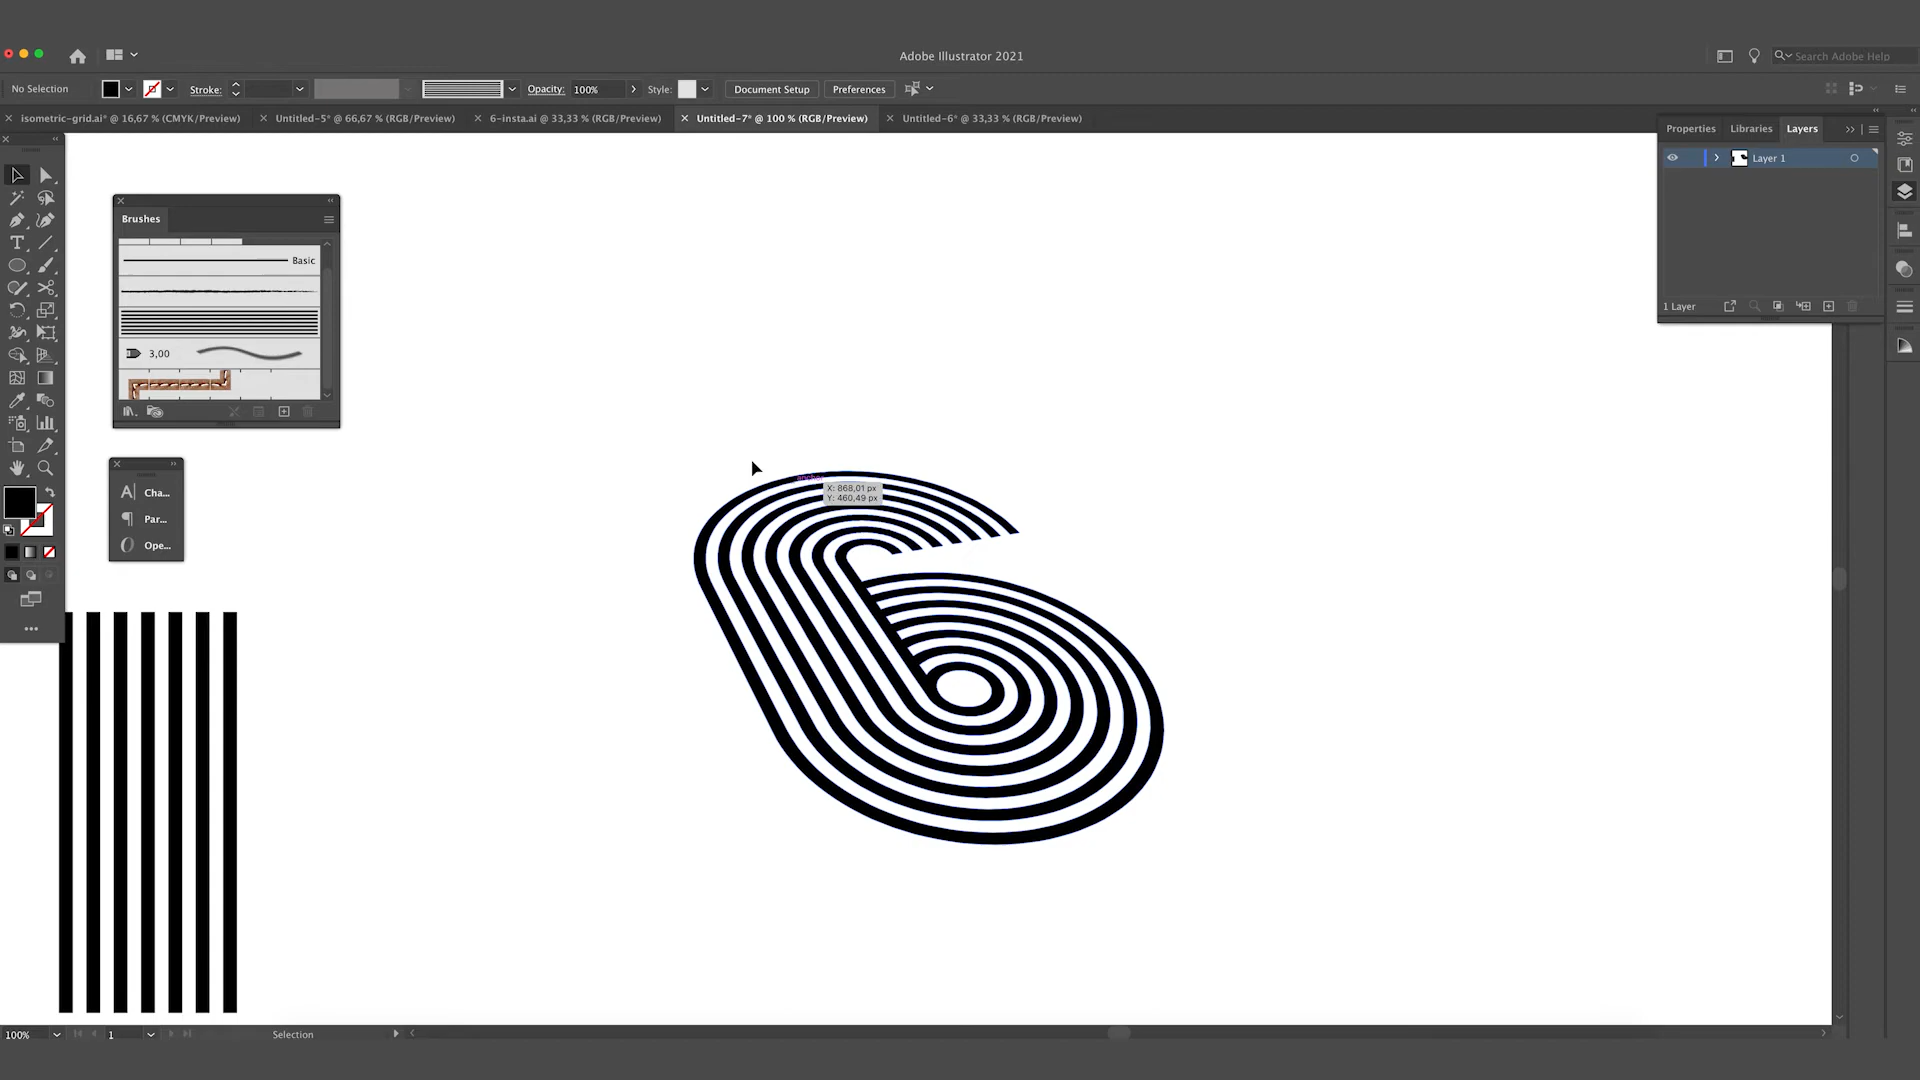 Adobe Illustrator 2021
Search Adobe Help
No Selection
Stroke:
Opacity: 100%
Style:
Document Setup
Preferences
isometric-grid.ai* @ 16,67 % (CMYK/Preview)
Untitled-5* @ 66,67 % (RGB/Preview)
6-insta.ai @ 33,33 % (RGB/Preview)
Untitled-7* @ 100 % (RGB/Preview)
Untitled-6* @ 33,33 % (RGB/Preview)
Properties
Libraries
Layers
Layer 1
1 Layer
Brushes
Basic
3,00
Cha...
Par...
Ope...
anchor
X: 868,01 px
Y: 460,49 px
100%
1
Selection